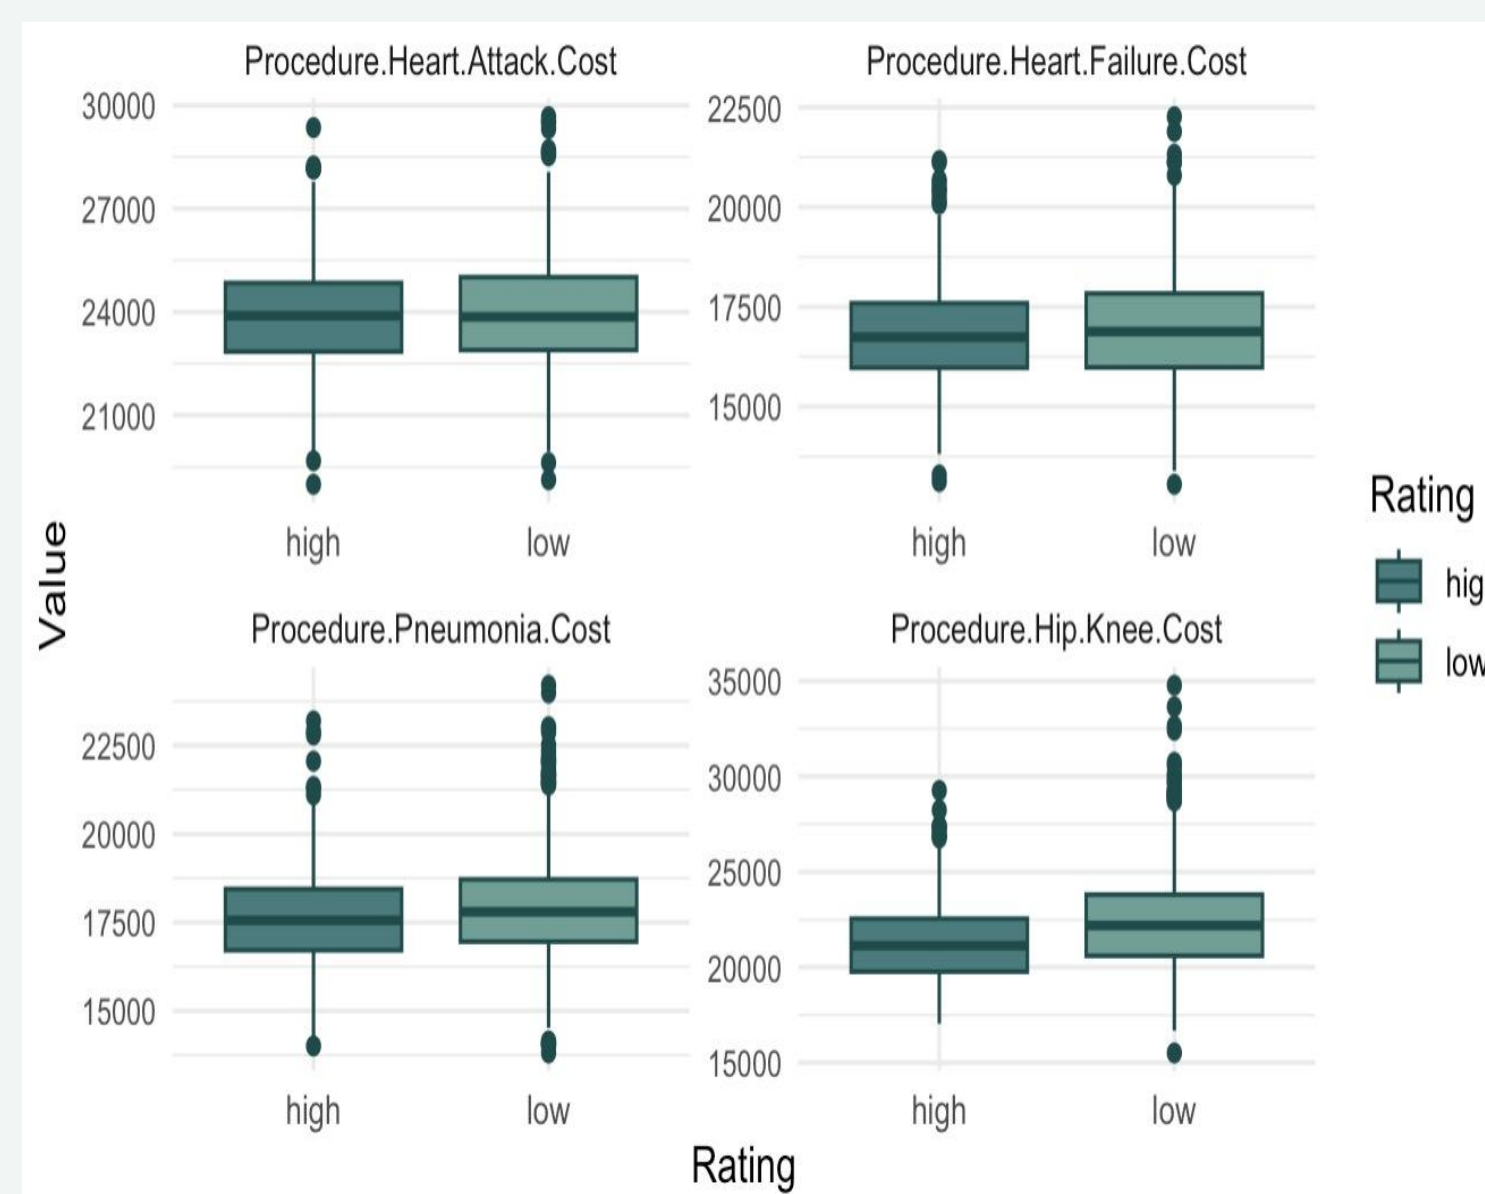 Procedure.Heart.Attack.Cost
30000
27000
24000
21000
high low
Procedure.Heart.Failure.Cost
22500
20000
17500
15000
high low
Value
Procedure.Pneumonia.Cost
22500
20000
17500
15000
high low
Procedure.Hip.Knee.Cost
35000
30000
25000
20000
15000
high low
Rating
Rating
hig
low